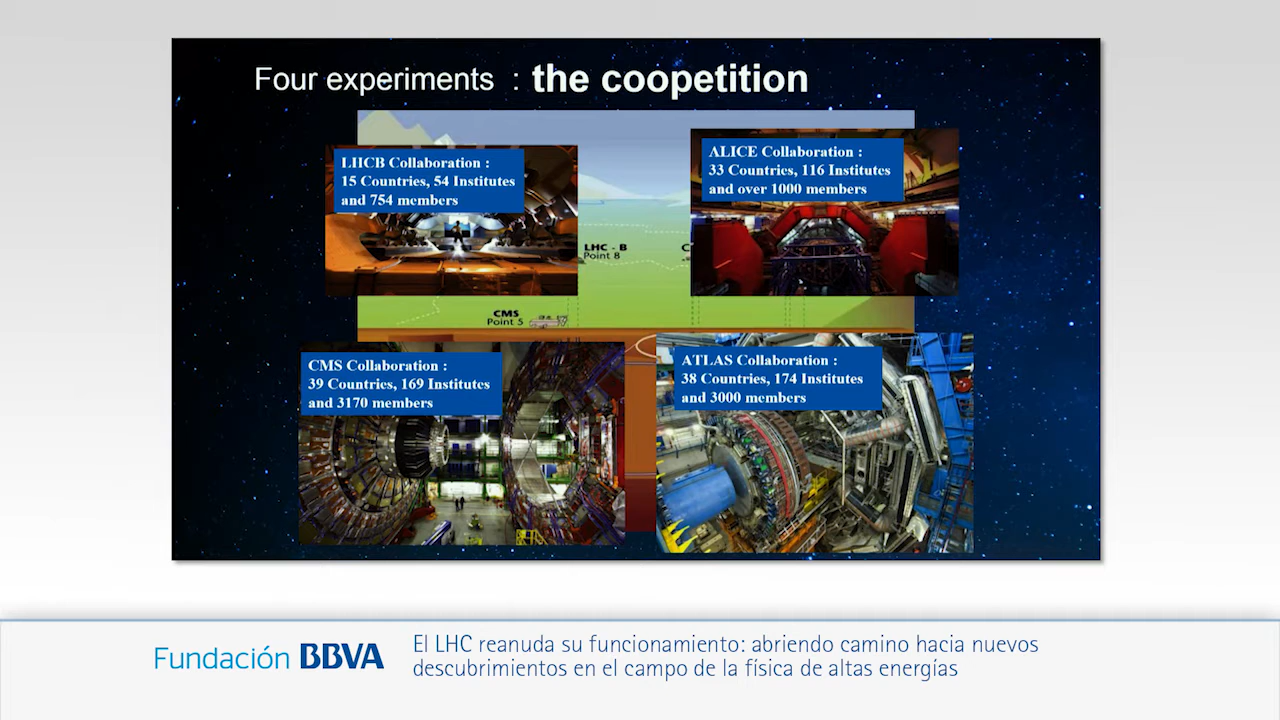 Four experiments : the coopetition
LHCB Collaboration :
15 Countries, 54 Institutes
and 754 members
ALICE Collaboration :
33 Countries, 116 Institutes
and over 1000 members
LHC - B
Point 8
CMS
Point 5
CMS Collaboration :
39 Countries, 169 Institutes
and 3170 members
ATLAS Collaboration :
38 Countries, 174 Institutes
and 3000 members
Fundación BBVA
El LHC reanuda su funcionamiento: abriendo camino hacia nuevos
descubrimientos en el campo de la física de altas energías